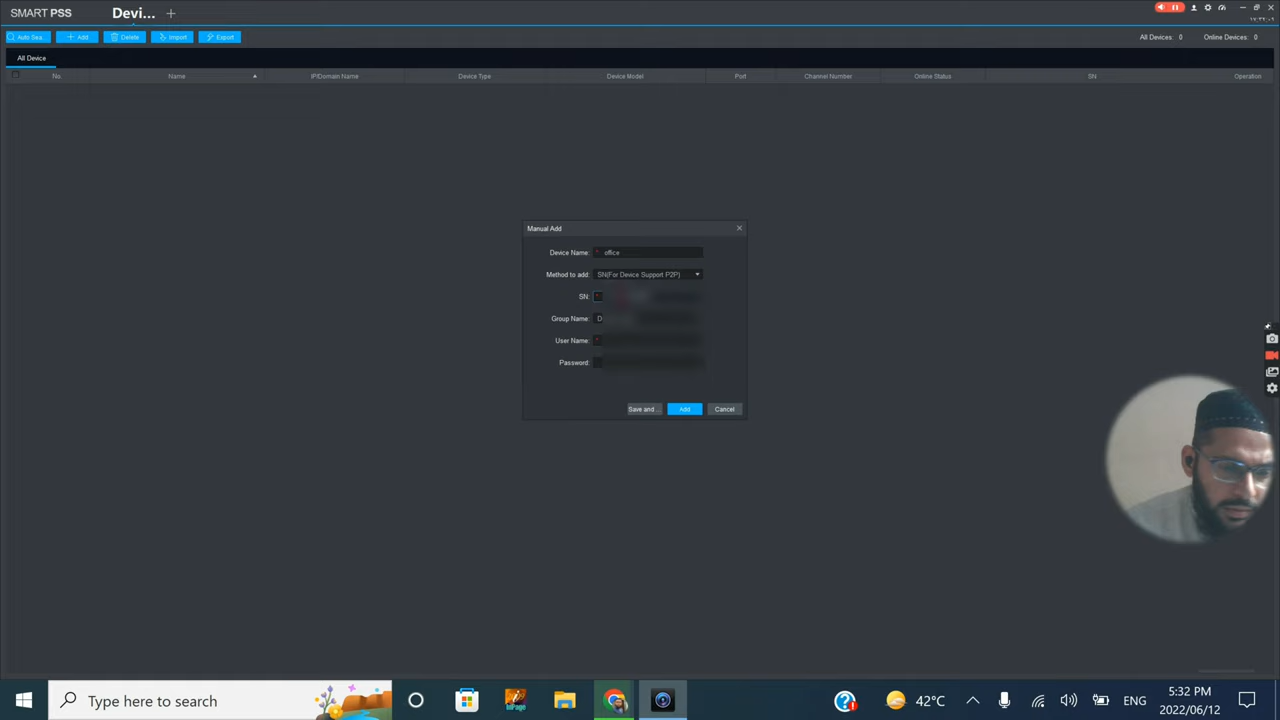 SMART PSS
Devi...
Auto Sea...
Add
Delete
Import
Export
All Devices: 0
Online Devices: 0
All Device
No.
Name
IP/Domain Name
Device Type
Device Model
Port
Channel Number
Online Status
SN
Operation
Manual Add
Device Name: * office
Method to add: SN(For Device Support P2P)
SN: *
Group Name: D
User Name: *
Password:
Save and ...
Add
Cancel
Type here to search
InPage
42°C
ENG
5:32 PM
2022/06/12